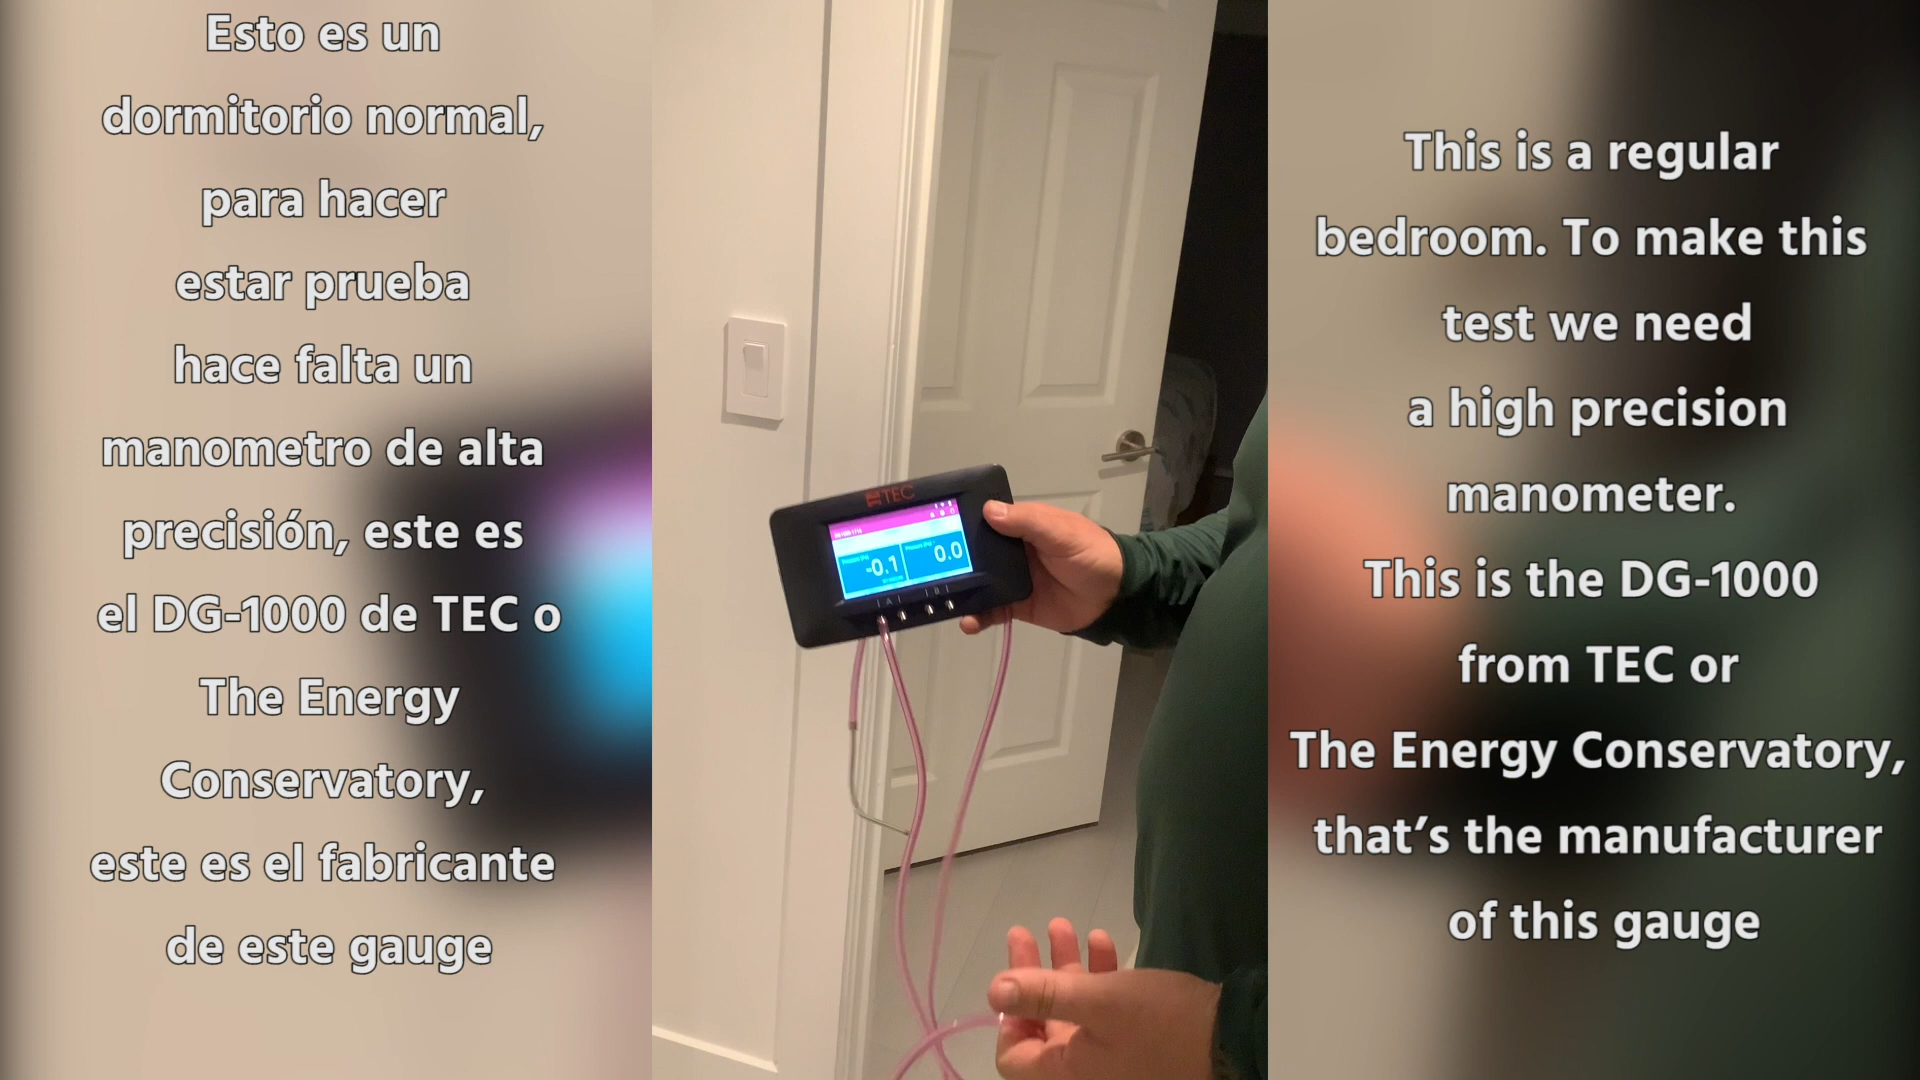 Esto es un
dormitorio normal,
para hacer
estar prueba
hace falta un
manometro de alta
precisión, este es
el DG-1000 de TEC o
The Energy
Conservatory,
este es el fabricante
de este gauge
TEC
-0.1
0.0
A
B
This is a regular
bedroom. To make this
test we need
a high precision
manometer.
This is the DG-1000
from TEC or
The Energy Conservatory,
that’s the manufacturer
of this gauge